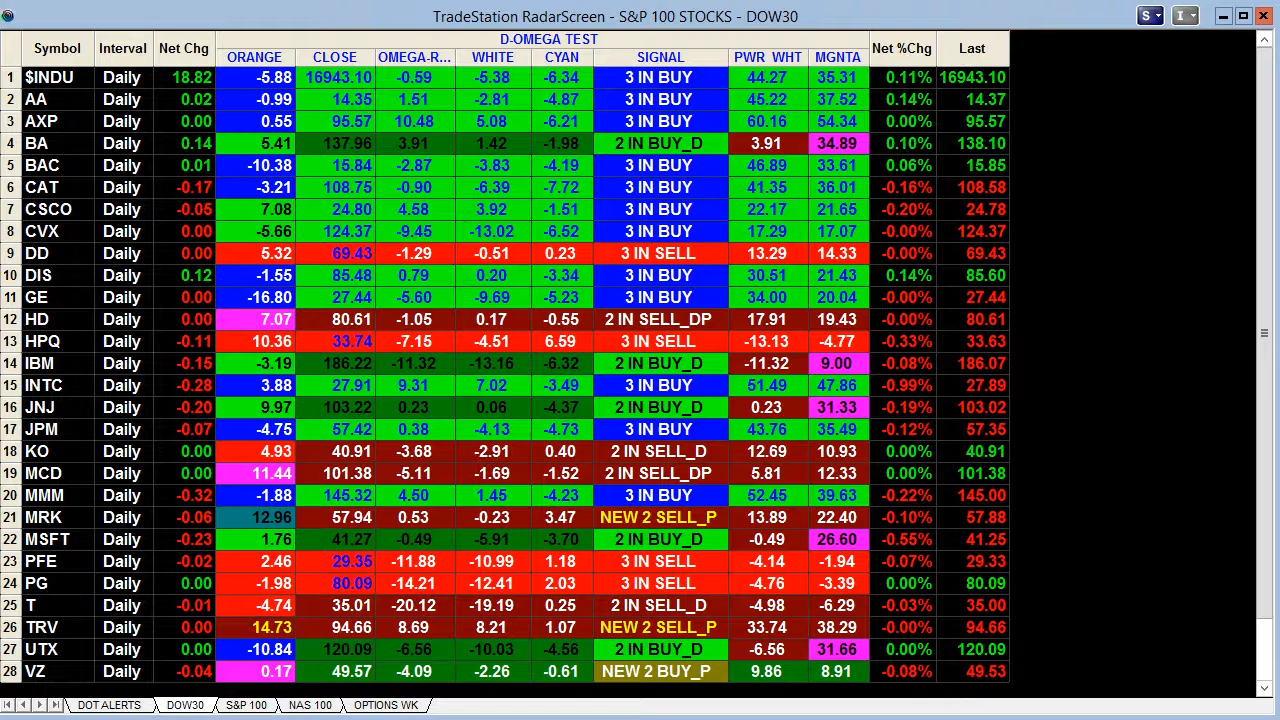 TradeStation RadarScreen - S&P 100 STOCKS - DOW30
S I
D-OMEGA TEST
Symbol Interval Net Chg ORANGE CLOSE OMEGA-R... WHITE CYAN SIGNAL PWR WHT MGNTA Net %Chg Last
1 $INDU Daily 18.82 -5.88 16943.10 -0.59 -5.38 -6.34 3 IN BUY 44.27 35.31 0.11% 16943.10
2 AA Daily 0.02 -0.99 14.35 1.51 -2.81 -4.87 3 IN BUY 45.22 37.52 0.14% 14.37
3 AXP Daily 0.00 0.55 95.57 10.48 5.08 -6.21 3 IN BUY 60.16 54.34 0.00% 95.57
4 BA Daily 0.14 5.41 137.96 3.91 1.42 -1.98 2 IN BUY_D 3.91 34.89 0.10% 138.10
5 BAC Daily 0.01 -10.38 15.84 -2.87 -3.83 -4.19 3 IN BUY 46.89 33.61 0.06% 15.85
6 CAT Daily -0.17 -3.21 108.75 -0.90 -6.39 -7.72 3 IN BUY 41.35 36.01 -0.16% 108.58
7 CSCO Daily -0.05 7.08 24.80 4.58 3.92 -1.51 3 IN BUY 22.17 21.65 -0.20% 24.78
8 CVX Daily 0.00 -5.66 124.37 -9.45 -13.02 -6.52 3 IN BUY 17.29 17.07 -0.00% 124.37
9 DD Daily 0.00 5.32 69.43 -1.29 -0.51 0.23 3 IN SELL 13.29 14.33 -0.00% 69.43
10 DIS Daily 0.12 -1.55 85.48 0.79 0.20 -3.34 3 IN BUY 30.51 21.43 0.14% 85.60
11 GE Daily 0.00 -16.80 27.44 -5.60 -9.69 -5.23 3 IN BUY 34.00 20.04 -0.00% 27.44
12 HD Daily 0.00 7.07 80.61 -1.05 0.17 -0.55 2 IN SELL_DP 17.91 19.43 -0.00% 80.61
13 HPQ Daily -0.11 10.36 33.74 -7.15 -4.51 6.59 3 IN SELL -13.13 -4.77 -0.33% 33.63
14 IBM Daily -0.15 -3.19 186.22 -11.32 -13.16 -6.32 2 IN BUY_D -11.32 9.00 -0.08% 186.07
15 INTC Daily -0.28 3.88 27.91 9.31 7.02 -3.49 3 IN BUY 51.49 47.86 -0.99% 27.89
16 JNJ Daily -0.20 9.97 103.22 0.23 0.06 -4.37 2 IN BUY_D 0.23 31.33 -0.19% 103.02
17 JPM Daily -0.07 -4.75 57.42 0.38 -4.13 -4.73 3 IN BUY 43.76 35.49 -0.12% 57.35
18 KO Daily 0.00 4.93 40.91 -3.68 -2.91 0.40 2 IN SELL_D 12.69 10.93 0.00% 40.91
19 MCD Daily 0.00 11.44 101.38 -5.11 -1.69 -1.52 2 IN SELL_DP 5.81 12.33 0.00% 101.38
20 MMM Daily -0.32 -1.88 145.32 4.50 1.45 -4.23 3 IN BUY 52.45 39.63 -0.22% 145.00
21 MRK Daily -0.06 12.96 57.94 0.53 -0.23 3.47 NEW 2 SELL_P 13.89 22.40 -0.10% 57.88
22 MSFT Daily -0.23 1.76 41.27 -0.49 -5.91 -3.70 2 IN BUY_D -0.49 26.60 -0.55% 41.25
23 PFE Daily -0.02 2.46 29.35 -11.88 -10.99 1.18 3 IN SELL -4.14 -1.94 -0.07% 29.33
24 PG Daily 0.00 -1.98 80.09 -14.21 -12.41 2.03 3 IN SELL -4.76 -3.39 0.00% 80.09
25 T Daily -0.01 -4.74 35.01 -20.12 -19.19 0.25 2 IN SELL_D -4.98 -6.29 -0.03% 35.00
26 TRV Daily 0.00 14.73 94.66 8.69 8.21 1.07 NEW 2 SELL_P 33.74 38.29 -0.00% 94.66
27 UTX Daily 0.00 -10.84 120.09 -6.56 -10.03 -4.56 2 IN BUY_D -6.56 31.66 0.00% 120.09
28 VZ Daily -0.04 0.17 49.57 -4.09 -2.26 -0.61 NEW 2 BUY_P 9.86 8.91 -0.08% 49.53
DOT ALERTS DOW30 S&P 100 NAS 100 OPTIONS WK